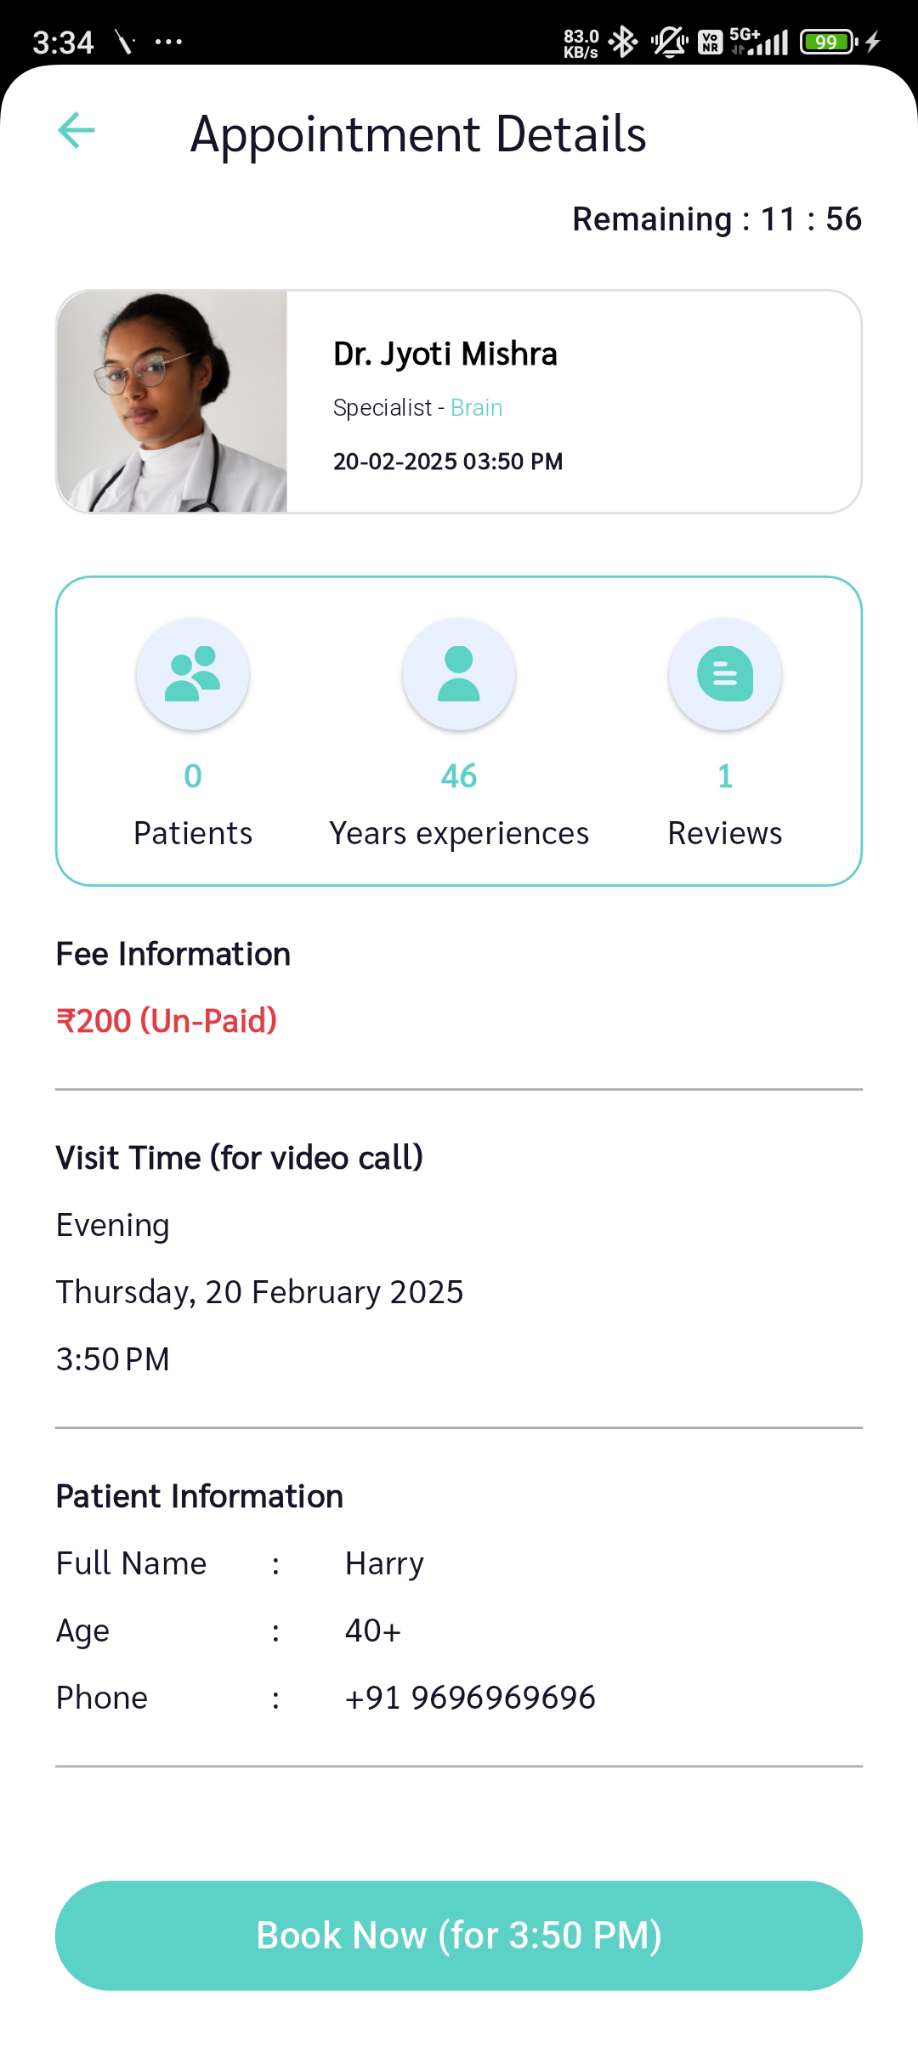 3:34
83.0
KB/s
Vo
NR
5G+
99
Appointment Details
Remaining : 11 : 56
Dr. Jyoti Mishra
Specialist - Brain
20-02-2025 03:50 PM
0
46
1
Patients
Years experiences
Reviews
Fee Information
₹200 (Un-Paid)
Visit Time (for video call)
Evening
Thursday, 20 February 2025
3:50 PM
Patient Information
Full Name : Harry
Age : 40+
Phone : +91 9696969696
Book Now (for 3:50 PM)